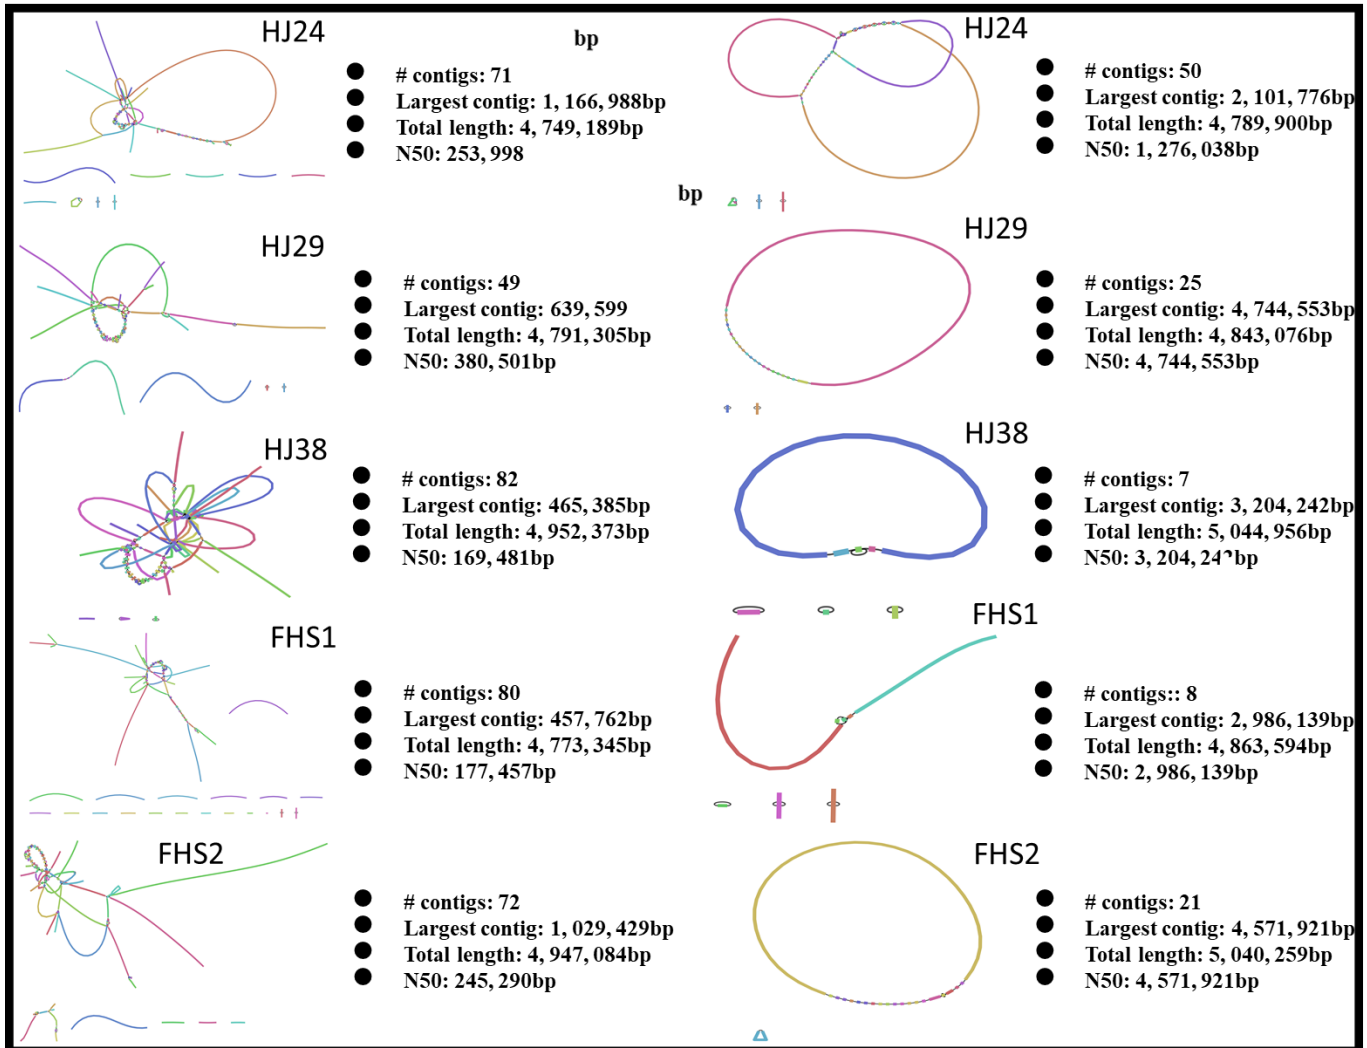 HJ24
bp
# contigs: 71
Largest contig: 1, 166, 988bp
Total length: 4, 749, 189bp
N50: 253, 998
HJ24
# contigs: 50
Largest contig: 2, 101, 776bp
Total length: 4, 789, 900bp
N50: 1, 276, 038bp
bp
HJ29
# contigs: 49
Largest contig: 639, 599
Total length: 4, 791, 305bp
N50: 380, 501bp
HJ29
# contigs: 25
Largest contig: 4, 744, 553bp
Total length: 4, 843, 076bp
N50: 4, 744, 553bp
HJ38
# contigs: 82
Largest contig: 465, 385bp
Total length: 4, 952, 373bp
N50: 169, 481bp
HJ38
# contigs: 7
Largest contig: 3, 204, 242bp
Total length: 5, 044, 956bp
N50: 3, 204,
FHS1
# contigs: 80
Largest contig: 457, 762bp
Total length: 4, 773, 345bp
N50: 177, 457bp
FHS1
# contigs:: 8
Largest contig: 2, 986, 139bp
Total length: 4, 863, 594bp
N50: 2, 986, 139bp
FHS2
# contigs: 72
Largest contig: 1, 029, 429bp
Total length: 4, 947, 084bp
N50: 245, 290bp
FHS2
# contigs: 21
Largest contig: 4, 571, 921bp
Total length: 5, 040, 259bp
N50: 4, 571, 921bp